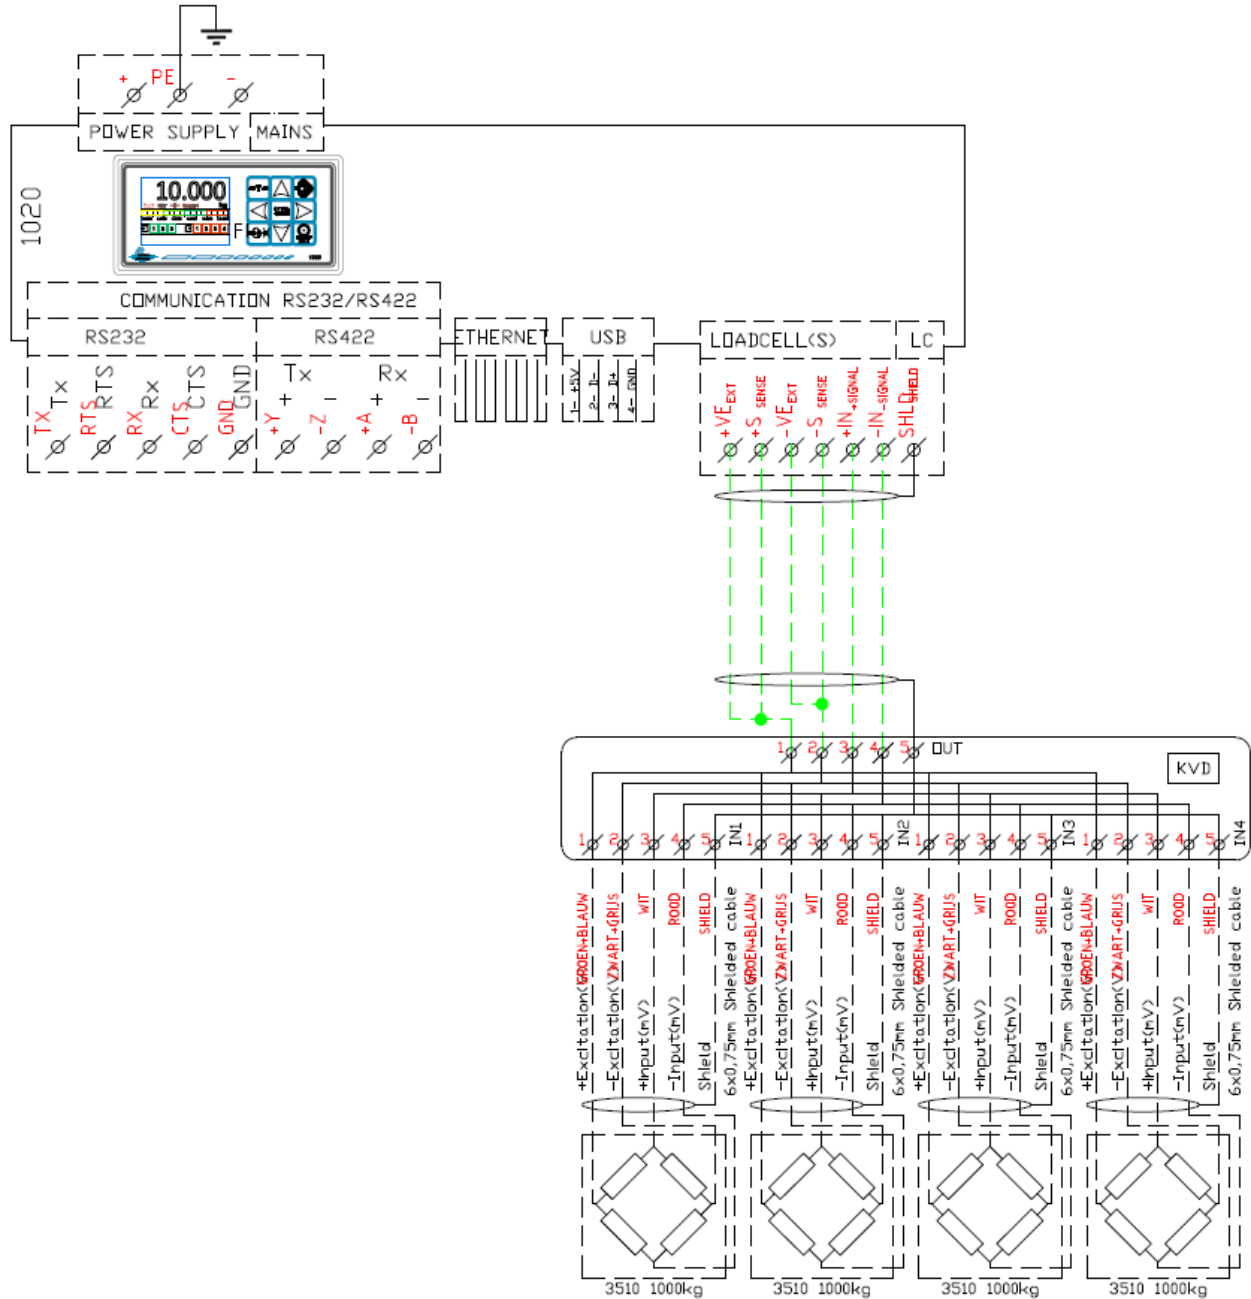 + PE -
POWER SUPPLY MAINS
1020
10.000
F
COMMUNICATION RS232/RS422
RS232 RS422 ETHERNET USB LOADCELL(S) LC
Tx RTS Rx CTS GND
TX RTS RX CTS GND
Tx Rx
+ - + -
+Y -Z +A -B
1- +5V
2- D-
3- D+
4- GND
+VE EXT
+S SENSE
-VE EXT
-S SENSE
+IN +SIGNAL
-IN -SIGNAL
SHLD SHIELD
1 2 3 4 5 OUT
KVD
1 2 3 4 5 IN1
1 2 3 4 5 IN2
1 2 3 4 5 IN3
1 2 3 4 5 IN4
+Excitation(V) GROEN+BLAUW
-Excitation(V) ZWART+GRIJS
+Input(mV) WIT
-Input(mV) ROOD
Shield SHIELD
6x0,75mm Shielded cable
+Excitation(V) GROEN+BLAUW
-Excitation(V) ZWART+GRIJS
+Input(mV) WIT
-Input(mV) ROOD
Shield SHIELD
6x0,75mm Shielded cable
+Excitation(V) GROEN+BLAUW
-Excitation(V) ZWART+GRIJS
+Input(mV) WIT
-Input(mV) ROOD
Shield SHIELD
6x0,75mm Shielded cable
+Excitation(V) GROEN+BLAUW
-Excitation(V) ZWART+GRIJS
+Input(mV) WIT
-Input(mV) ROOD
Shield SHIELD
6x0,75mm Shielded cable
3510 1000kg
3510 1000kg
3510 1000kg
3510 1000kg